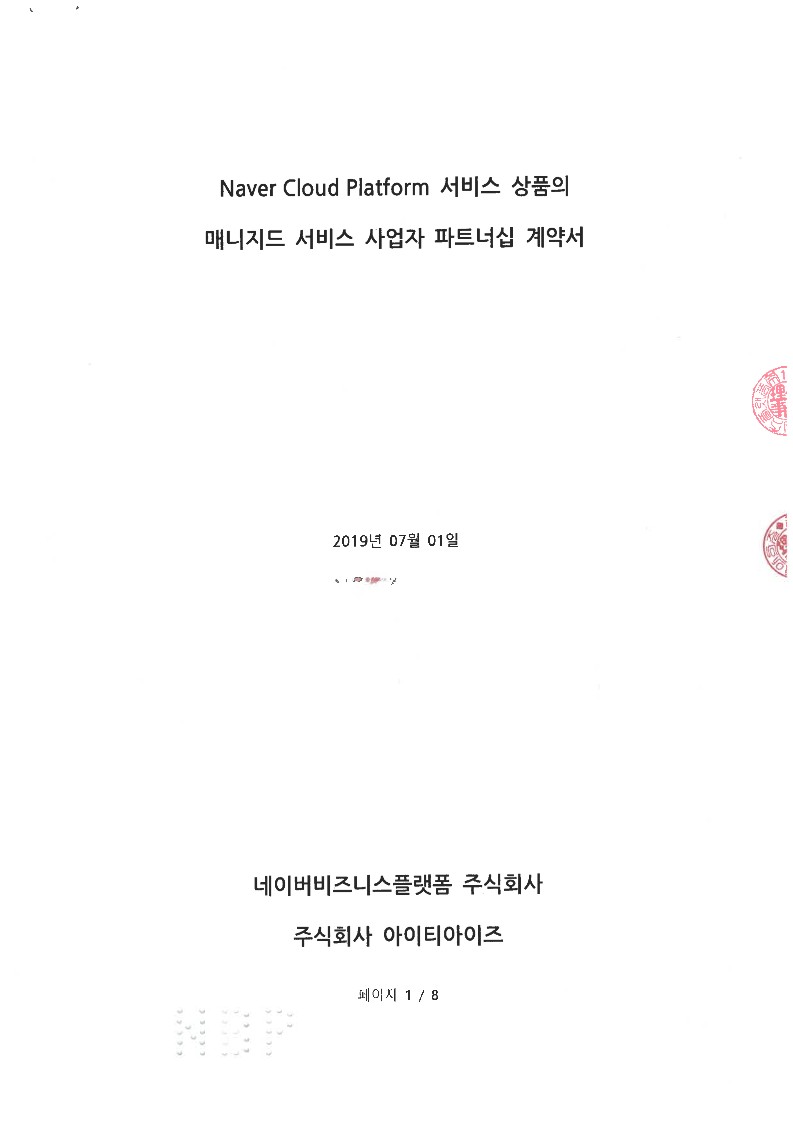 Naver Cloud Platform 서비스 상품의
매니지드 서비스 사업자 파트너십 계약서
理
事
2019년 07월 01일
네이버비즈니스플랫폼 주식회사
주식회사 아이티아이즈
페이지 1 / 8
NBP